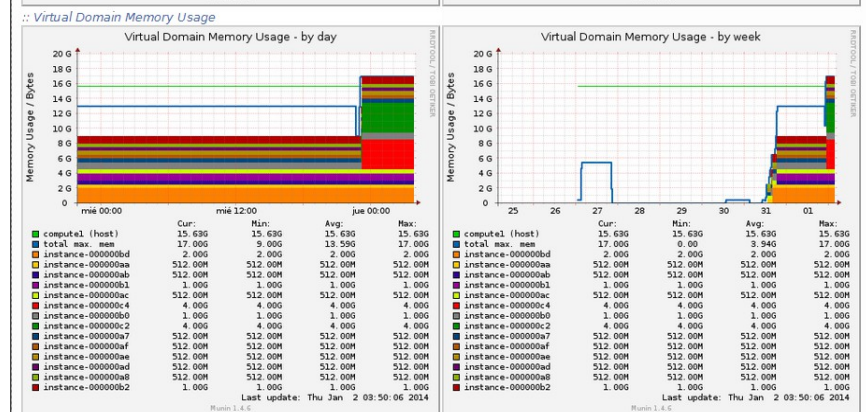 :: Virtual Domain Memory Usage
Virtual Domain Memory Usage - by day
RRDTOOL / TOBI OETIKER
Memory Usage / Bytes
20 G
18 G
16 G
14 G
12 G
10 G
8 G
6 G
4 G
2 G
0
mié 00:00 mié 12:00 jue 00:00
Cur: Min: Avg: Max:
compute1 (host) 15.63G 15.63G 15.63G 15.63G
total max. mem 17.00G 9.00G 13.59G 17.00G
instance-000000bd 2.00G 2.00G 2.00G 2.00G
instance-000000aa 512.00M 512.00M 512.00M 512.00M
instance-000000ab 512.00M 512.00M 512.00M 512.00M
instance-000000b1 1.00G 1.00G 1.00G 1.00G
instance-000000ac 512.00M 512.00M 512.00M 512.00M
instance-000000c4 4.00G 4.00G 4.00G 4.00G
instance-000000b0 1.00G 1.00G 1.00G 1.00G
instance-000000c2 4.00G 4.00G 4.00G 4.00G
instance-000000a7 512.00M 512.00M 512.00M 512.00M
instance-000000af 512.00M 512.00M 512.00M 512.00M
instance-000000ae 512.00M 512.00M 512.00M 512.00M
instance-000000ad 512.00M 512.00M 512.00M 512.00M
instance-000000a8 512.00M 512.00M 512.00M 512.00M
instance-000000b2 1.00G 1.00G 1.00G 1.00G
Last update: Thu Jan 2 03:50:06 2014
Munin 1.4.6
Virtual Domain Memory Usage - by week
RRDTOOL / TOBI OETIKER
Memory Usage / Bytes
20 G
18 G
16 G
14 G
12 G
10 G
8 G
6 G
4 G
2 G
0
25 26 27 28 29 30 31 01
Cur: Min: Avg: Max:
compute1 (host) 15.63G 15.63G 15.63G 15.63G
total max. mem 17.00G 0.00 3.94G 17.00G
instance-000000bd 2.00G 2.00G 2.00G 2.00G
instance-000000aa 512.00M 512.00M 512.00M 512.00M
instance-000000ab 512.00M 512.00M 512.00M 512.00M
instance-000000b1 1.00G 1.00G 1.00G 1.00G
instance-000000ac 512.00M 512.00M 512.00M 512.00M
instance-000000c4 4.00G 4.00G 4.00G 4.00G
instance-000000b0 1.00G 1.00G 1.00G 1.00G
instance-000000c2 4.00G 4.00G 4.00G 4.00G
instance-000000a7 512.00M 512.00M 512.00M 512.00M
instance-000000af 512.00M 512.00M 512.00M 512.00M
instance-000000ae 512.00M 512.00M 512.00M 512.00M
instance-000000ad 512.00M 512.00M 512.00M 512.00M
instance-000000a8 512.00M 512.00M 512.00M 512.00M
instance-000000b2 1.00G 1.00G 1.00G 1.00G
Last update: Thu Jan 2 03:50:06 2014
Munin 1.4.6